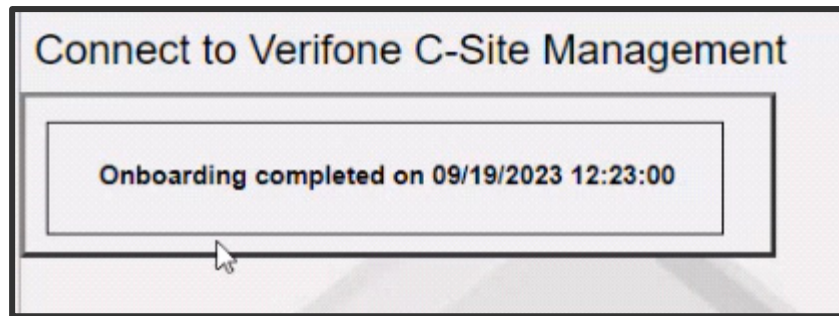 Connect to Verifone C-Site Management
Onboarding completed on 09/19/2023 12:23:00